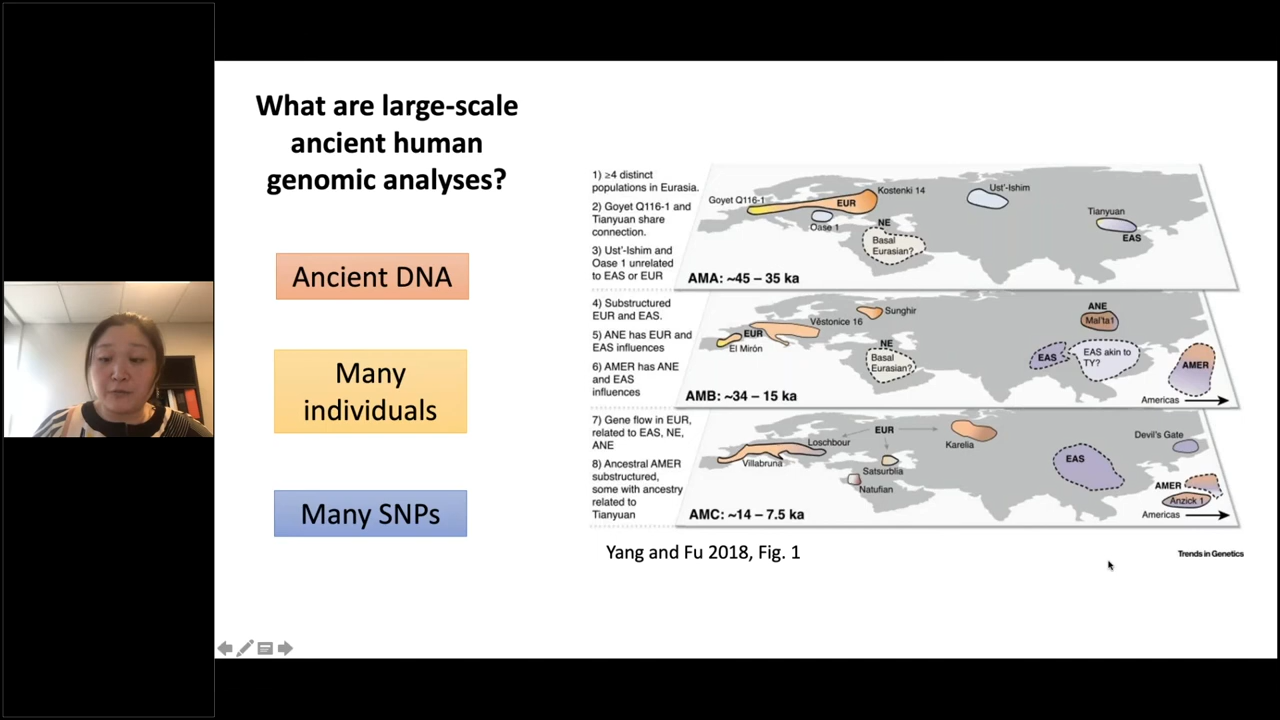 What are large-scale
ancient human
genomic analyses?
Ancient DNA
Many
individuals
Many SNPs
1) ≥4 distinct
populations in Eurasia.
2) Goyet Q116-1 and
Tianyuan share
connection.
3) Ust'-Ishim and
Oase 1 unrelated
to EAS or EUR
Goyet Q116-1
EUR
Kostenki 14
Oase 1
NE
Basal
Eurasian?
Ust'-Ishim
Tianyuan
EAS
AMA: ~45 – 35 ka
4) Substructured
EUR and EAS.
5) ANE has EUR and
EAS influences
6) AMER has ANE
and EAS
influences
EUR
El Mirón
Věstonice 16
Sunghir
NE
Basal
Eurasian?
ANE
Mal'ta1
EAS
EAS akin to
TY?
AMER
Americas
AMB: ~34 – 15 ka
7) Gene flow in EUR,
related to EAS, NE,
ANE
8) Ancestral AMER
substructured,
some with ancestry
related to
Tianyuan
Loschbour
Villabruna
EUR
Satsurblia
Natufian
Karelia
EAS
Devil's Gate
AMER
Anzick 1
Americas
AMC: ~14 – 7.5 ka
Yang and Fu 2018, Fig. 1
Trends in Genetics